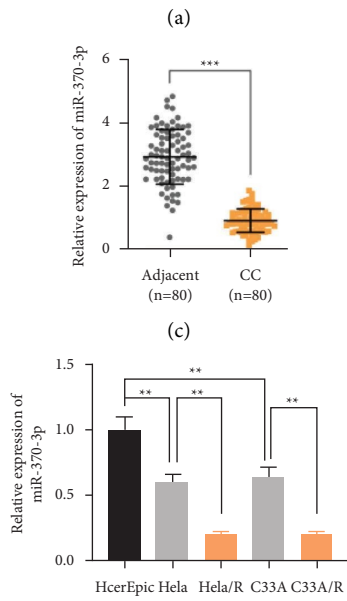 (a)
Relative expression of miR-370-3p
6
4
2
0
***
Adjacent
(n=80)
CC
(n=80)
(c)
Relative expression of
miR-370-3p
1.5
1.0
0.5
0.0
**
**
**
**
HcerEpic Hela Hela/R C33A C33A/R